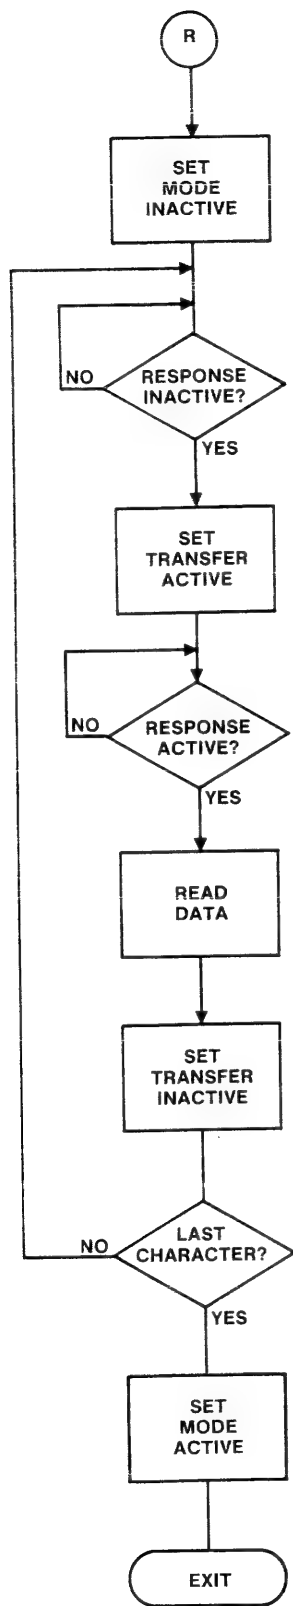 R
SET
MODE
INACTIVE
RESPONSE
INACTIVE?
NO
YES
SET
TRANSFER
ACTIVE
RESPONSE
ACTIVE?
NO
YES
READ
DATA
SET
TRANSFER
INACTIVE
LAST
CHARACTER?
NO
YES
SET
MODE
ACTIVE
EXIT